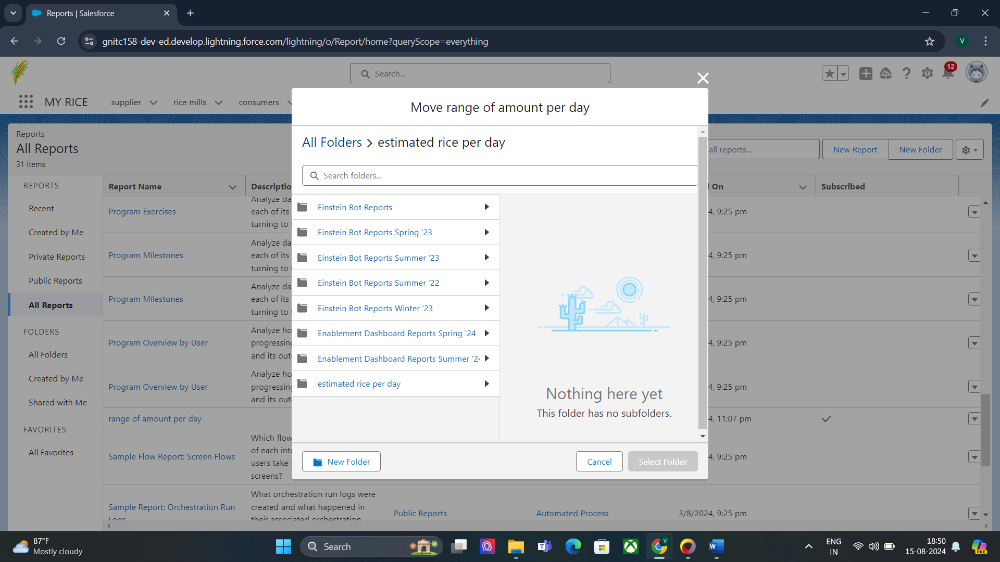 Reports | Salesforce
gnitc158-dev-ed.develop.lightning.force.com/lightning/o/Report/home?queryScope=everything
V
Search...
12
MY RICE
supplier
rice mills
consumers
Move range of amount per day
All Folders > estimated rice per day
Search folders...
Reports
All Reports
31 items
all reports...
New Report
New Folder
REPORTS
Recent
Created by Me
Private Reports
Public Reports
All Reports
FOLDERS
All Folders
Created by Me
Shared with Me
FAVORITES
All Favorites
Report Name
Descriptio
On
Subscribed
Analyze da
Program Exercises
each of its
4, 9:25 pm
turning to
Analyze da
Program Milestones
each of its
4, 9:25 pm
turning to
Analyze da
Program Milestones
each of its
4, 9:25 pm
turning to
Analyze ho
Program Overview by User
progressing
4, 9:25 pm
and its out
Analyze ho
Program Overview by User
progressing
4, 9:25 pm
and its out
range of amount per day
4, 11:07 pm
Which flow
of each inte
Sample Flow Report: Screen Flows
4, 9:25 pm
users take
screens?
What orchestration run logs were
Sample Report: Orchestration Run
Logs
created and what happened in
their associated orchestration
Public Reports
Automated Process
3/8/2024, 9:25 pm
Einstein Bot Reports
Einstein Bot Reports Spring '23
Einstein Bot Reports Summer '23
Einstein Bot Reports Summer ‘22
Einstein Bot Reports Winter '23
Enablement Dashboard Reports Spring '24
Enablement Dashboard Reports Summer '24
estimated rice per day
Nothing here yet
This folder has no subfolders.
New Folder
Cancel
Select Folder
87°F
Mostly cloudy
Search
V
ENG
IN
18:50
15-08-2024
PRE